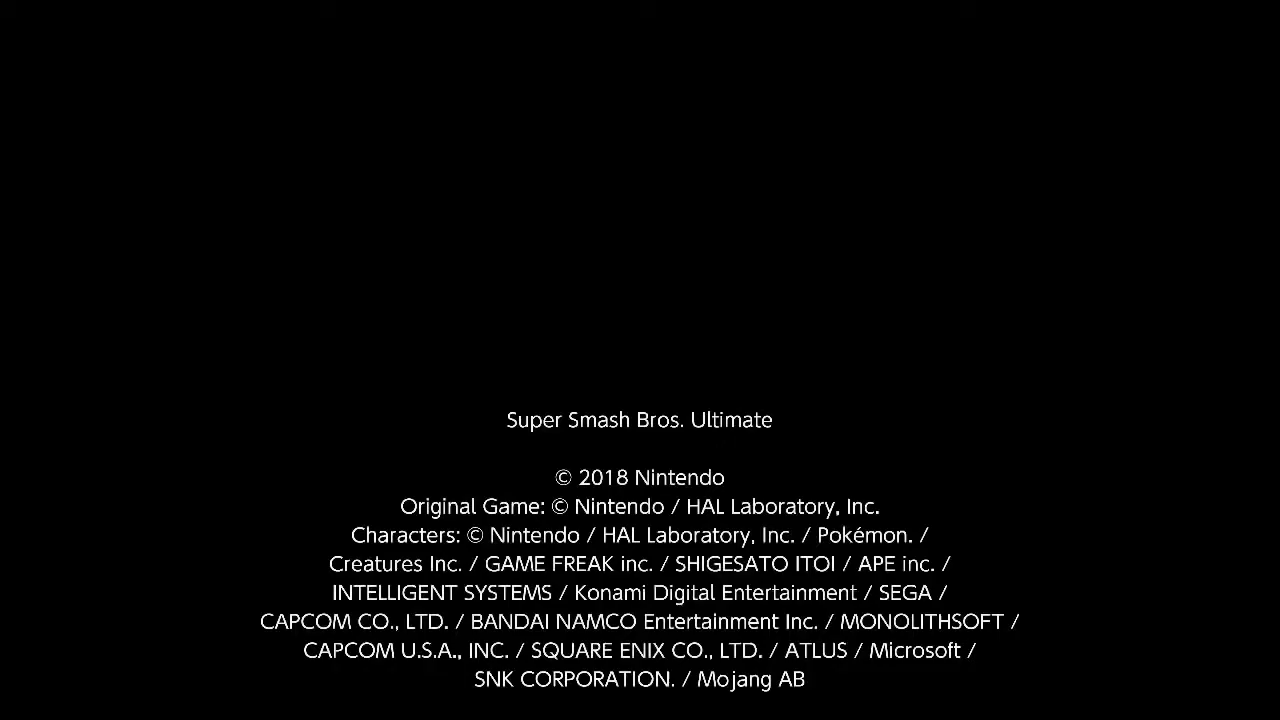 Super Smash Bros. Ultimate
© 2018 Nintendo
Original Game: © Nintendo / HAL Laboratory, Inc.
Characters: © Nintendo / HAL Laboratory, Inc. / Pokémon. /
Creatures Inc. / GAME FREAK inc. / SHIGESATO ITOI / APE inc. /
INTELLIGENT SYSTEMS / Konami Digital Entertainment / SEGA /
CAPCOM CO., LTD. / BANDAI NAMCO Entertainment Inc. / MONOLITHSOFT /
CAPCOM U.S.A., INC. / SQUARE ENIX CO., LTD. / ATLUS / Microsoft /
SNK CORPORATION. / Mojang AB